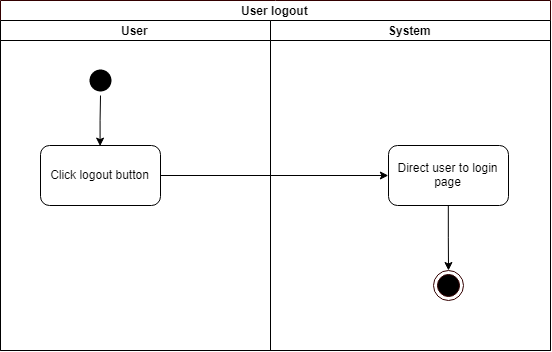 User logout
User
System
Click logout button
Direct user to login
page